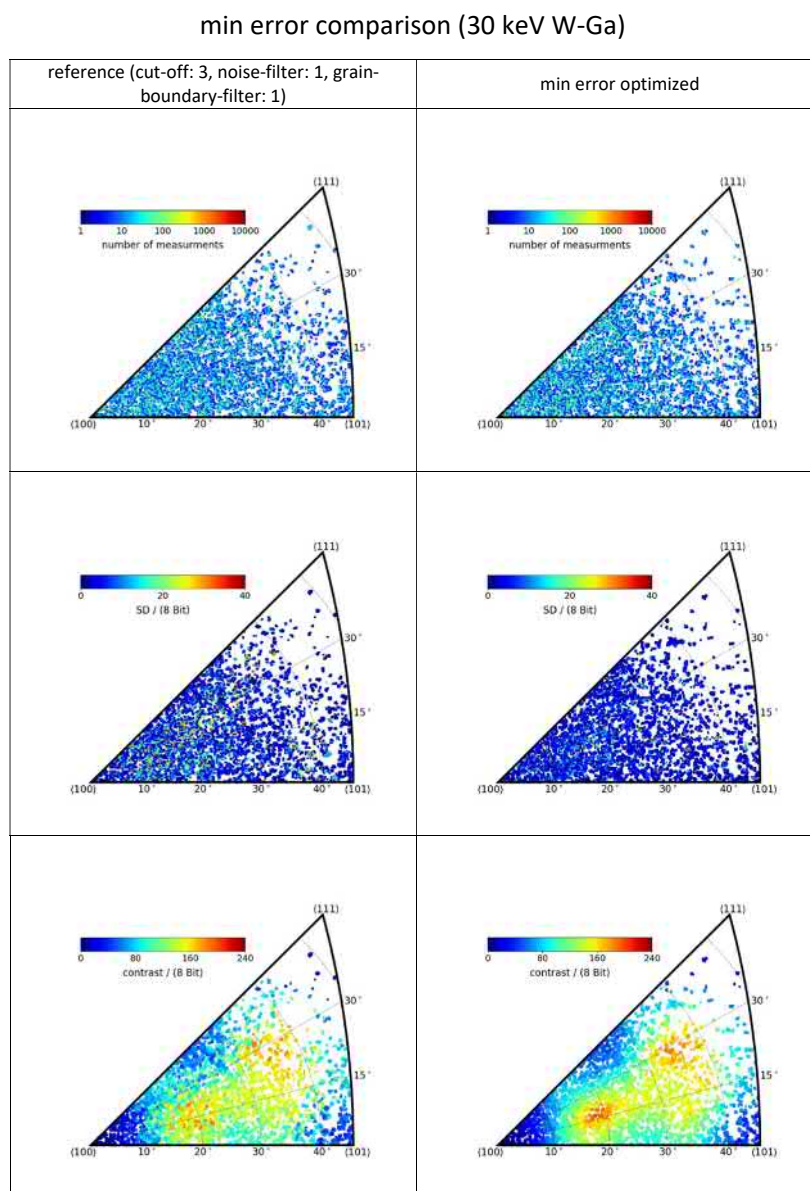 min error comparison (30 keV W-Ga)
reference (cut-off: 3, noise-filter: 1, grain-
boundary-filter: 1)
min error optimized
⟨111⟩
1 10 100 1000 10000
number of measurments
30°
15°
⟨100⟩ 10° 20° 30° 40° ⟨101⟩
⟨111⟩
1 10 100 1000 10000
number of measurments
30°
15°
⟨100⟩ 10° 20° 30° 40° ⟨101⟩
⟨111⟩
0 20 40
SD / (8 Bit)
30°
15°
⟨100⟩ 10° 20° 30° 40° ⟨101⟩
⟨111⟩
0 20 40
SD / (8 Bit)
30°
15°
⟨100⟩ 10° 20° 30° 40° ⟨101⟩
⟨111⟩
0 80 160 240
contrast / (8 Bit)
30°
15°
⟨100⟩ 10° 20° 30° 40° ⟨101⟩
⟨111⟩
0 80 160 240
contrast / (8 Bit)
30°
15°
⟨100⟩ 10° 20° 30° 40° ⟨101⟩